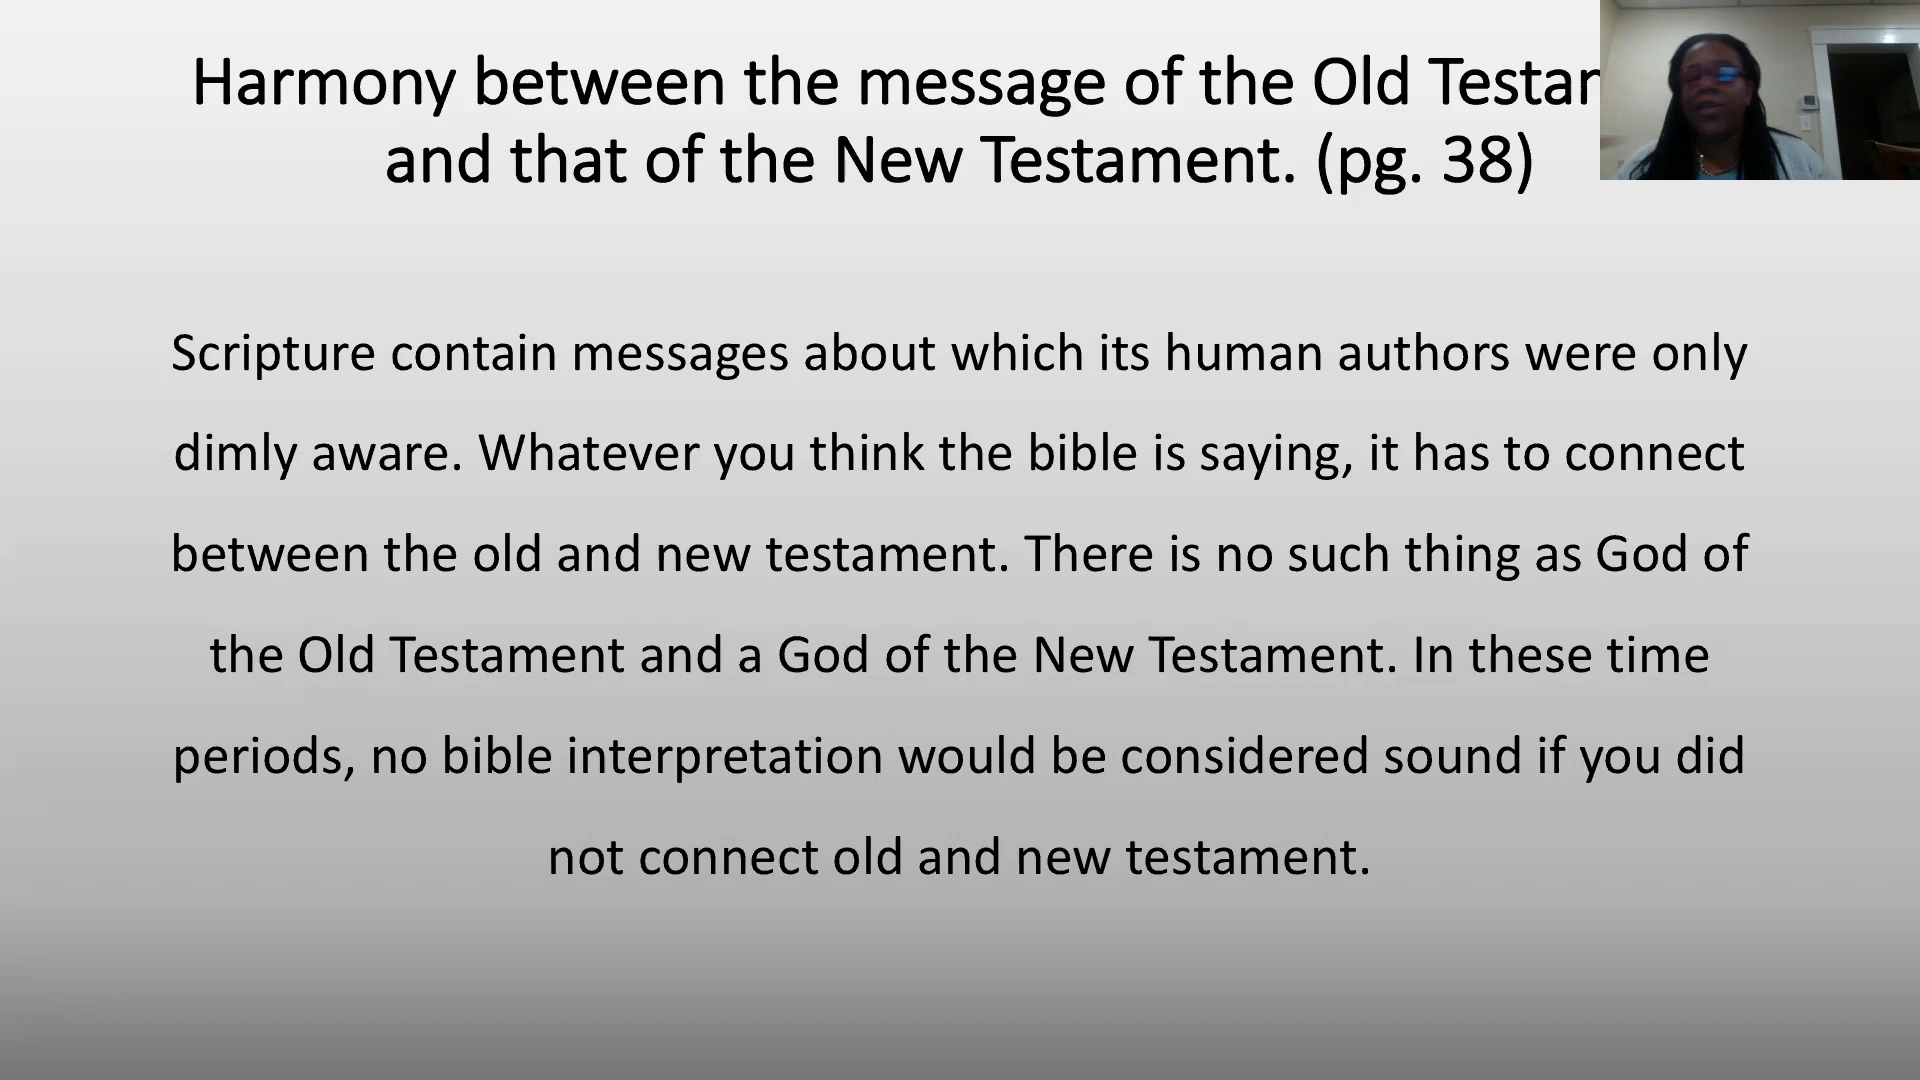 Harmony between the message of the Old Testam
and that of the New Testament. (pg. 38)
Scripture contain messages about which its human authors were only
dimly aware. Whatever you think the bible is saying, it has to connect
between the old and new testament. There is no such thing as God of
the Old Testament and a God of the New Testament. In these time
periods, no bible interpretation would be considered sound if you did
not connect old and new testament.